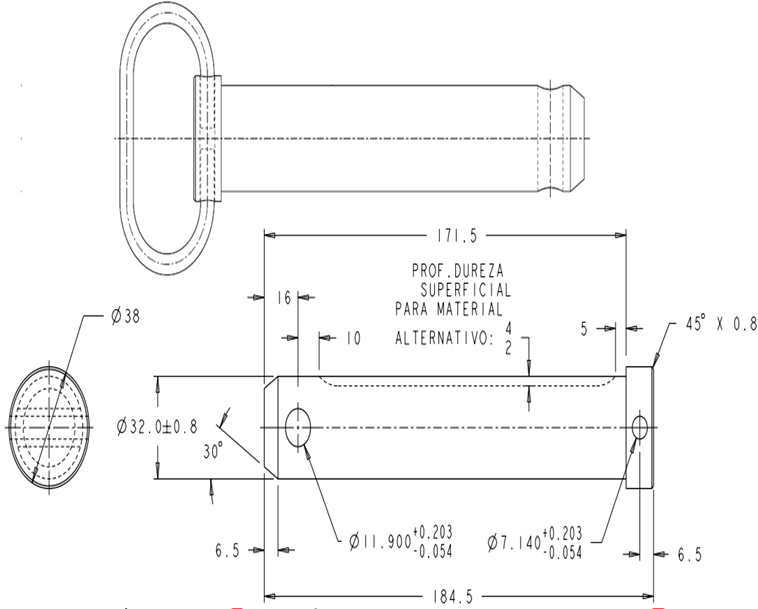 171.5
PROF.DUREZA
SUPERFICIAL
PARA MATERIAL
ALTERNATIVO: 4 2
16
10
5
45° X 0.8
Ø38
Ø32.0±0.8
30°
6.5
Ø11.900 +0.203 -0.054
Ø7.140 +0.203 -0.054
6.5
184.5